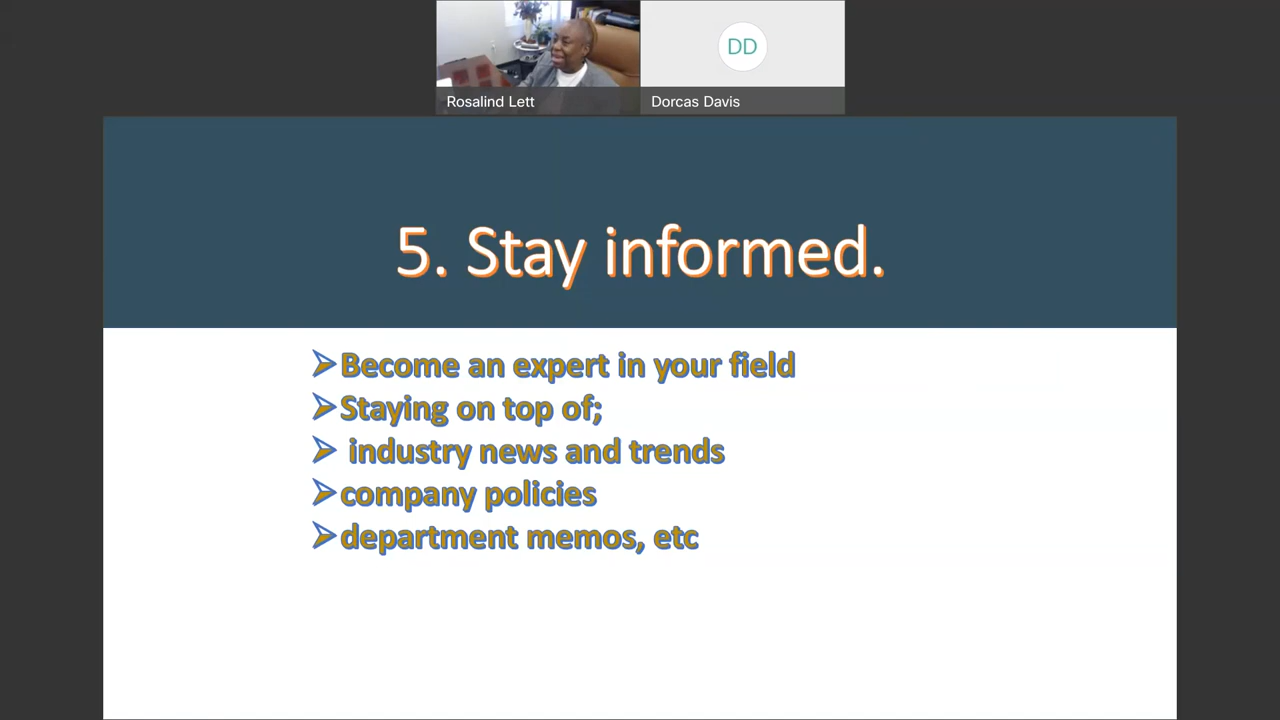 DD
Rosalind Lett
Dorcas Davis
5. Stay informed.
Become an expert in your field
Staying on top of;
industry news and trends
company policies
department memos, etc